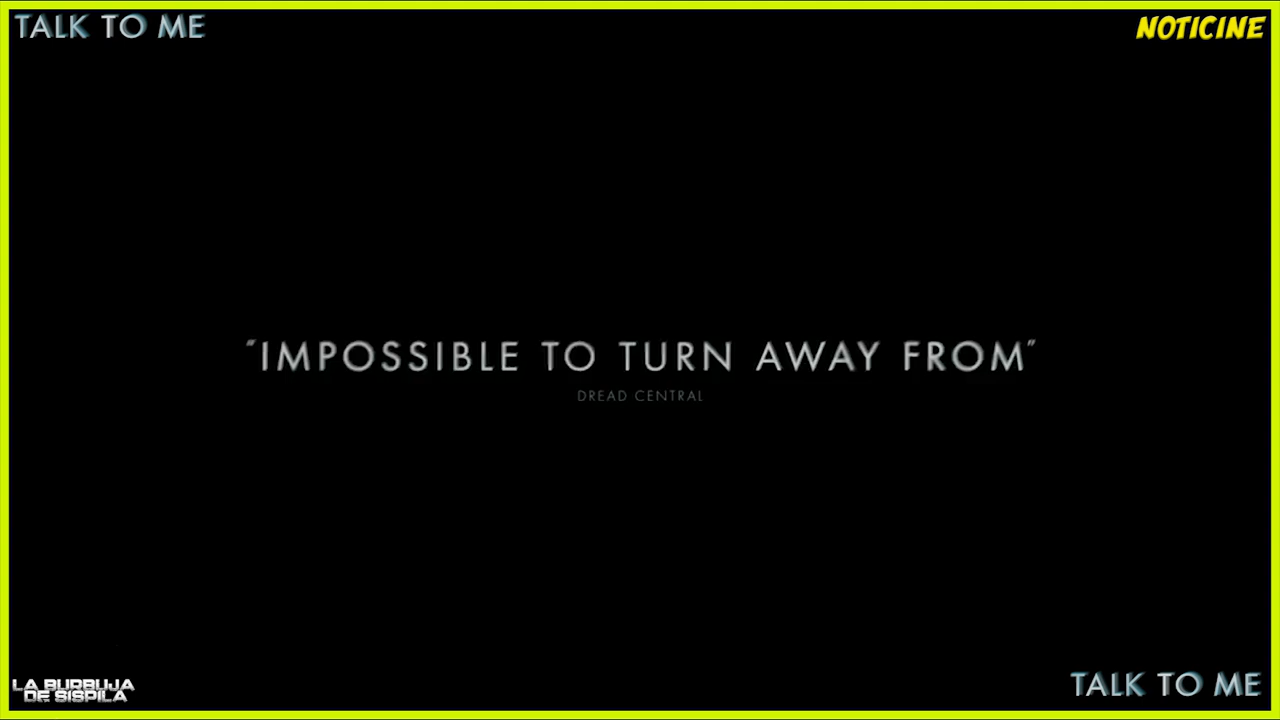 TALK TO ME
NOTICINE
"IMPOSSIBLE TO TURN AWAY FROM"
DREAD CENTRAL
LA BURBUJA
DE SISPILA
TALK TO ME